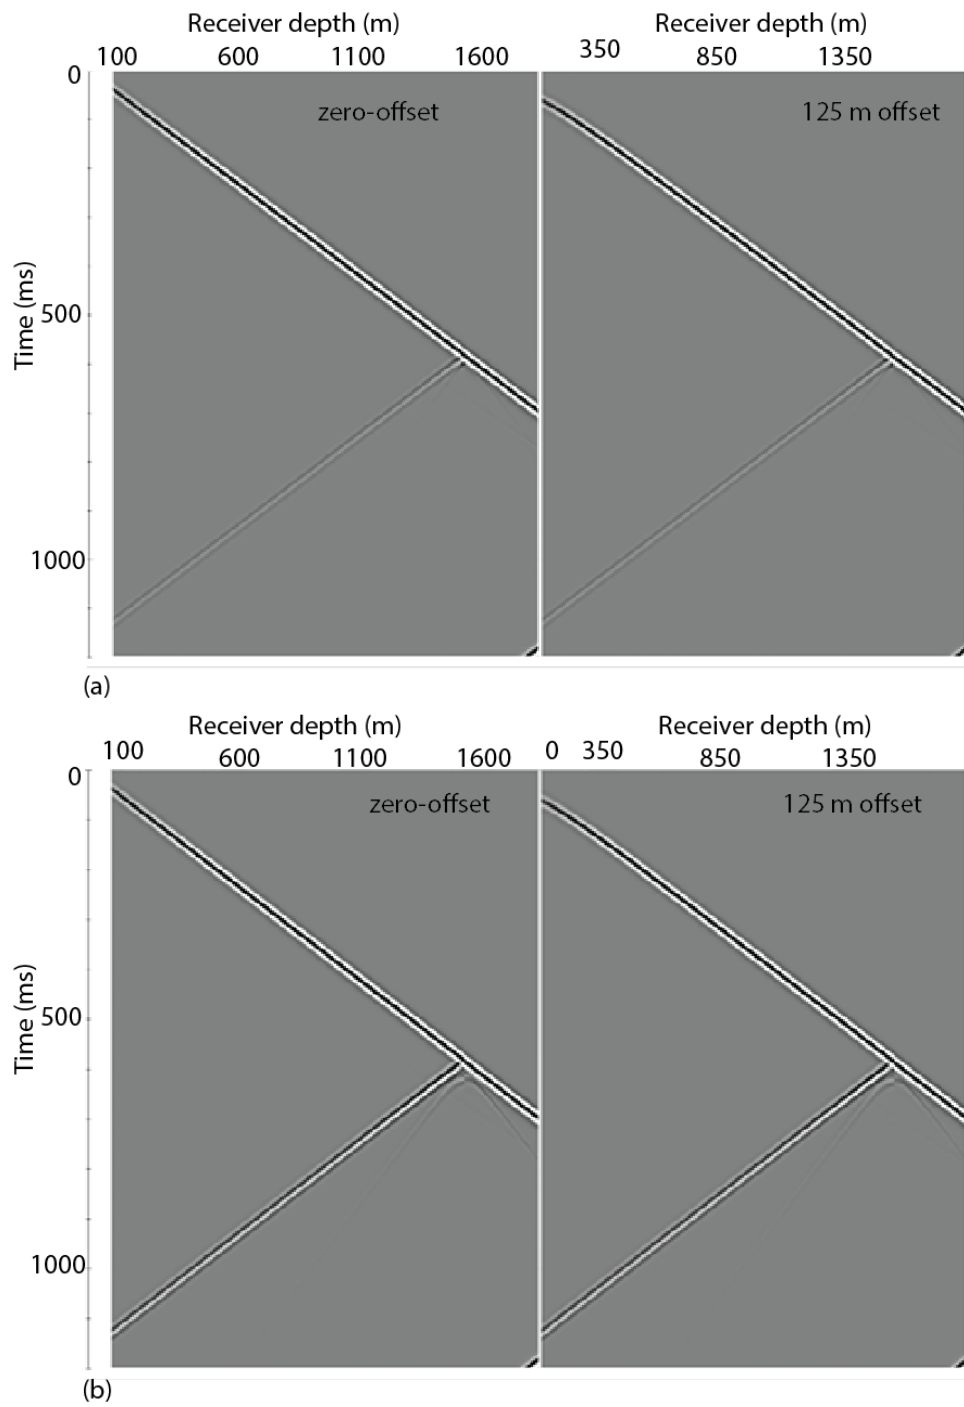 Receiver depth (m) Receiver depth (m)
100 600 1100 1600 350 850 1350
0
zero-offset 125 m offset
Time (ms)
500
1000
(a)
Receiver depth (m) Receiver depth (m)
100 600 1100 1600 0 350 850 1350
0
zero-offset 125 m offset
Time (ms)
500
1000
(b)